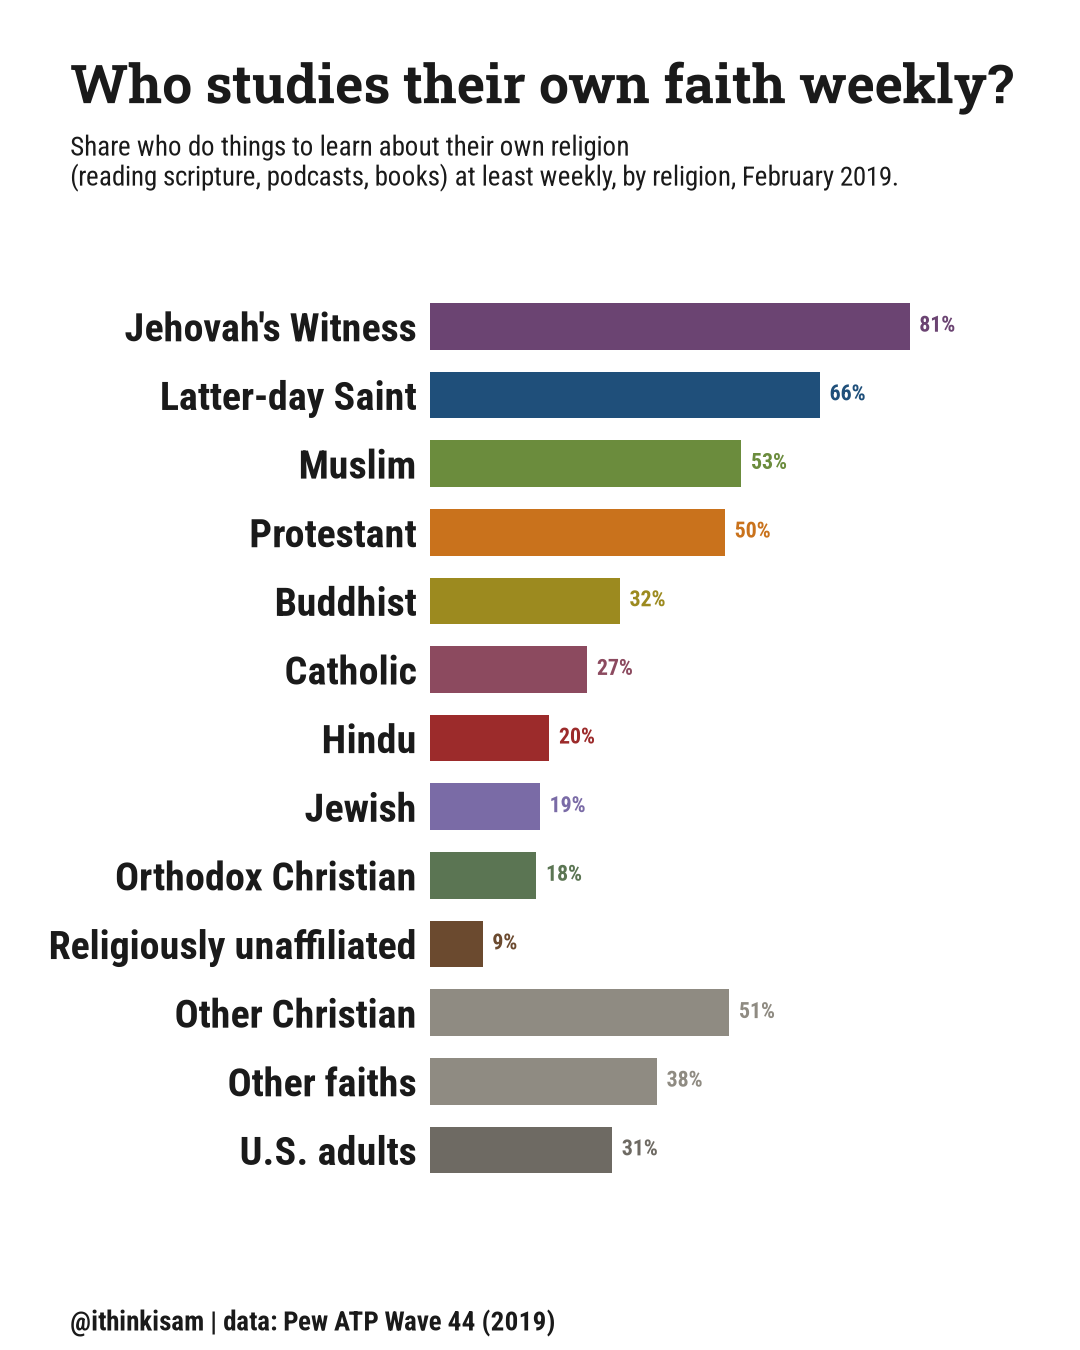 Who studies their own faith weekly?
Share who do things to learn about their own religion
(reading scripture, podcasts, books) at least weekly, by religion, February 2019.
Jehovah's Witness 81%
Latter-day Saint 66%
Muslim 53%
Protestant 50%
Buddhist 32%
Catholic 27%
Hindu 20%
Jewish 19%
Orthodox Christian 18%
Religiously unaffiliated 9%
Other Christian 51%
Other faiths 38%
U.S. adults 31%
@ithinkisam | data: Pew ATP Wave 44 (2019)